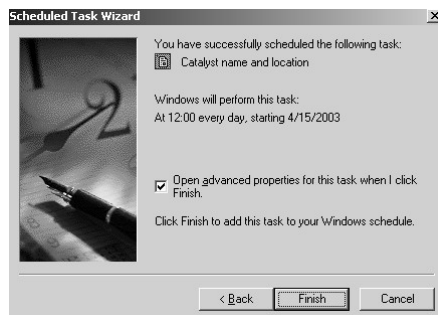 Scheduled Task Wizard
You have successfully scheduled the following task:
Catalyst name and location
Windows will perform this task:
At 12:00 every day, starting 4/15/2003
Open advanced properties for this task when I click
Finish.
Click Finish to add this task to your Windows schedule.
< Back
Finish
Cancel